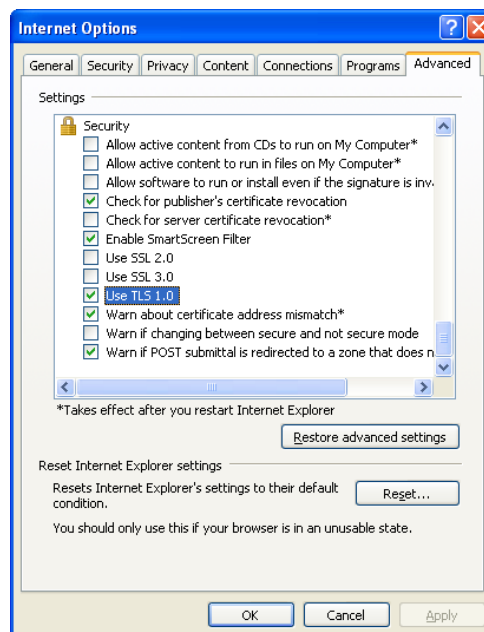 Internet Options
General Security Privacy Content Connections Programs Advanced
Settings
Security
Allow active content from CDs to run on My Computer*
Allow active content to run in files on My Computer*
Allow software to run or install even if the signature is inv
Check for publisher's certificate revocation
Check for server certificate revocation*
Enable SmartScreen Filter
Use SSL 2.0
Use SSL 3.0
Use TLS 1.0
Warn about certificate address mismatch*
Warn if changing between secure and not secure mode
Warn if POST submittal is redirected to a zone that does n
*Takes effect after you restart Internet Explorer
Restore advanced settings
Reset Internet Explorer settings
Resets Internet Explorer's settings to their default
condition.
Reset...
You should only use this if your browser is in an unusable state.
OK Cancel Apply